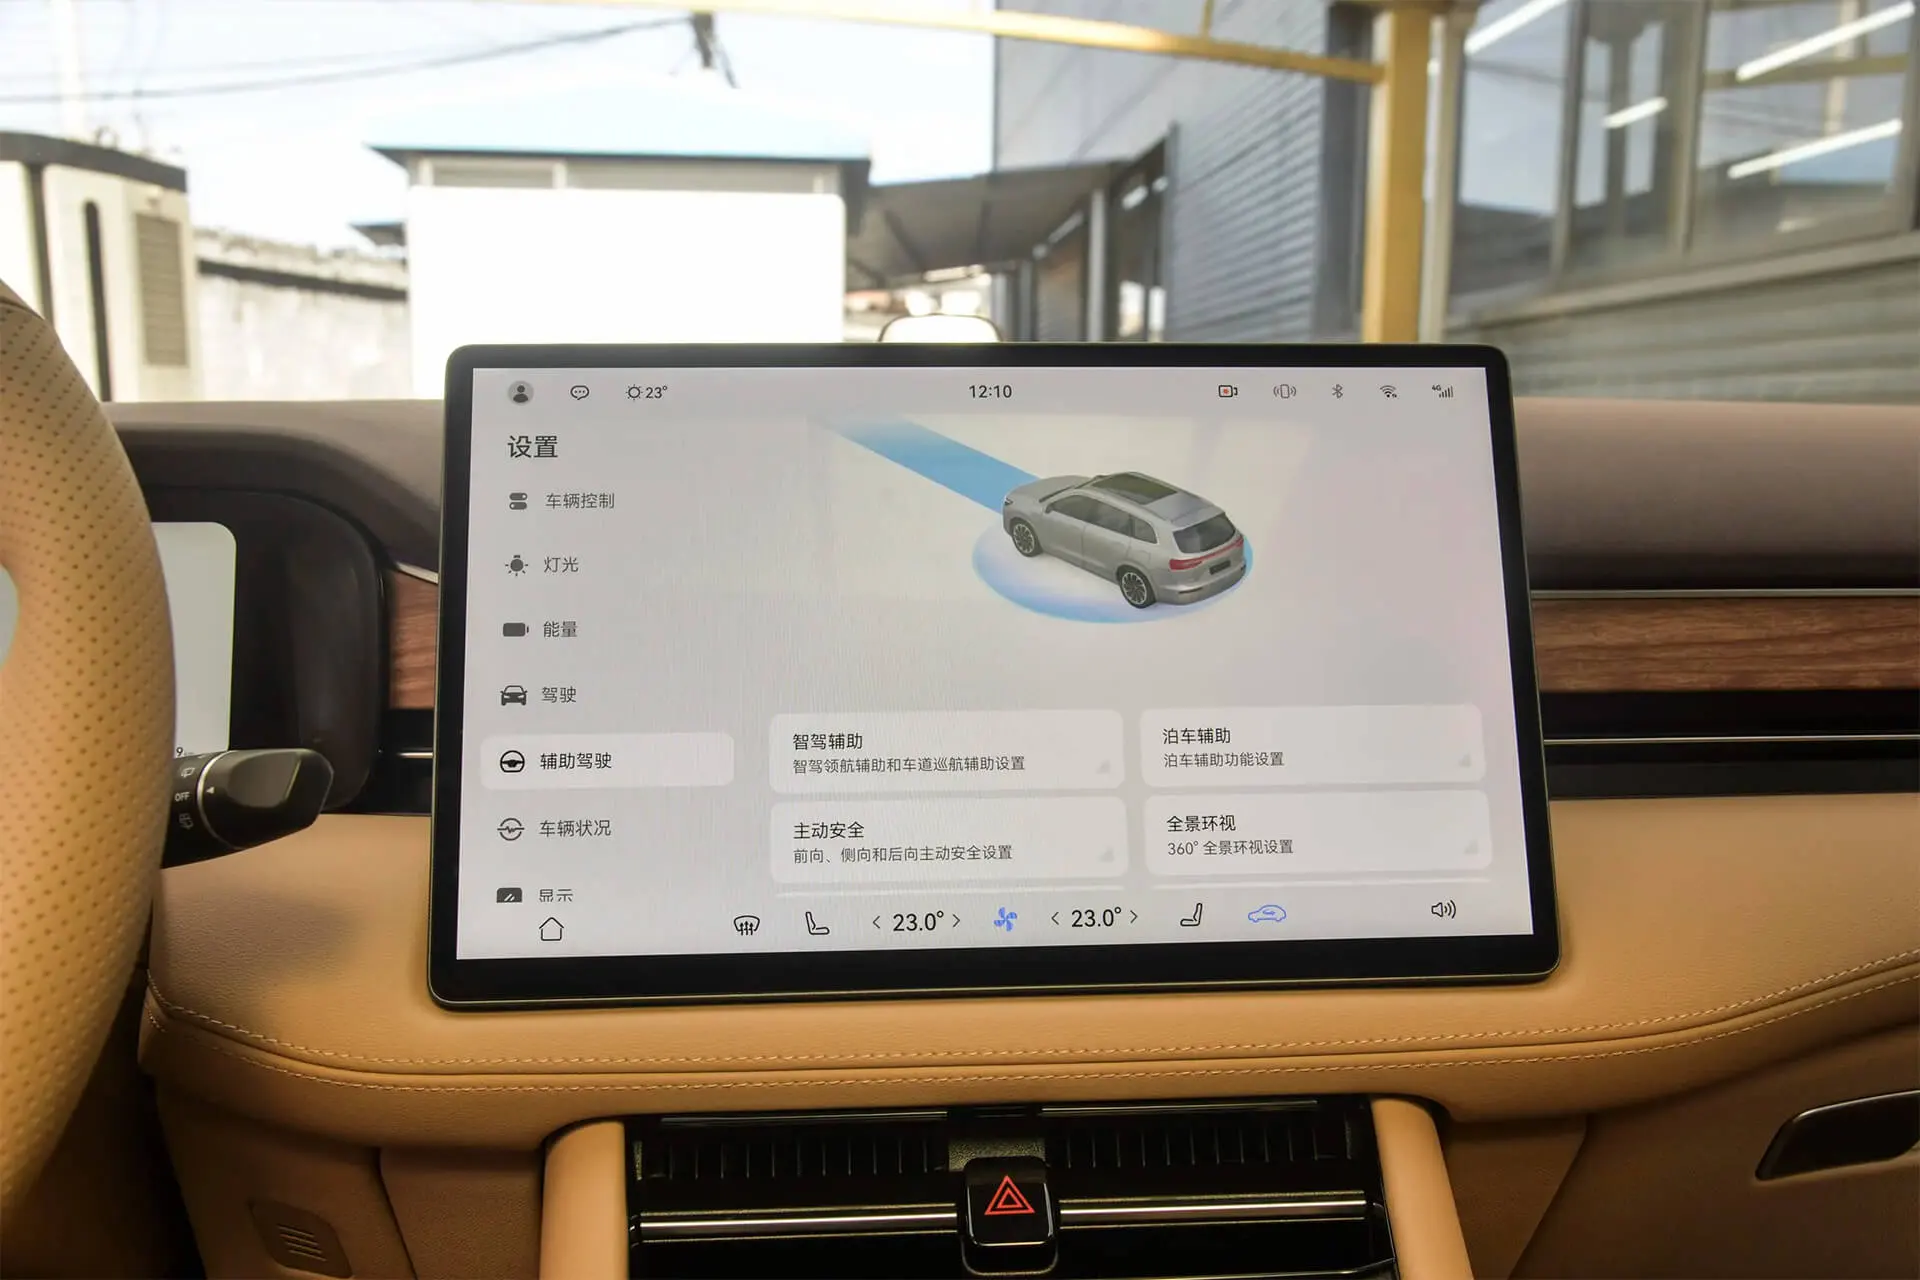 23°
12:10
4G
设置
车辆控制
灯光
能量
驾驶
辅助驾驶
车辆状况
显示
智驾辅助
智驾领航辅助和车道巡航辅助设置
泊车辅助
泊车辅助功能设置
主动安全
前向、侧向和后向主动安全设置
全景环视
360° 全景环视设置
< 23.0° >
< 23.0° >
OFF